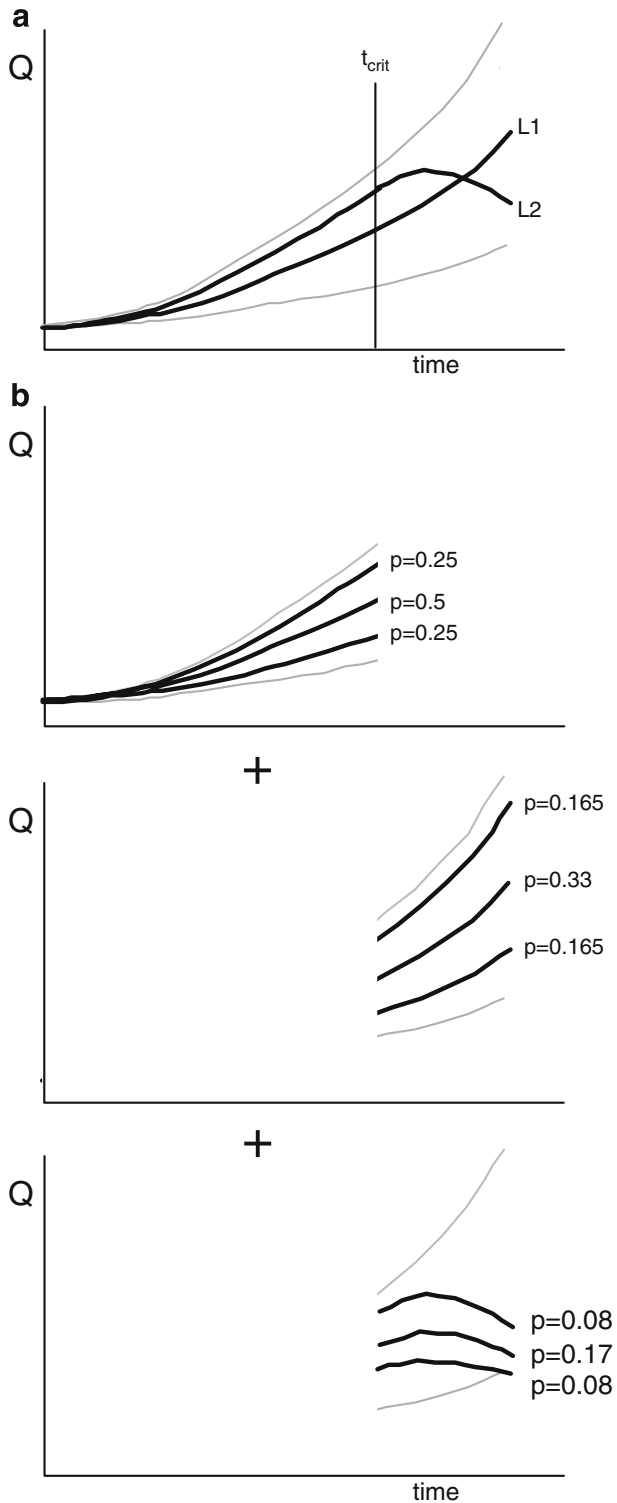 a
Q
t_crit
L1
L2
time
b
Q
p=0.25
p=0.5
p=0.25
+
Q
p=0.165
p=0.33
p=0.165
+
Q
p=0.08
p=0.17
p=0.08
time